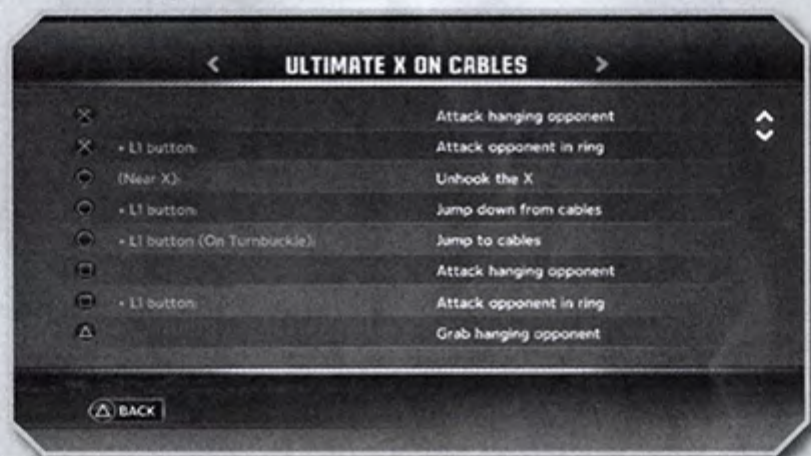 ULTIMATE X ON CABLES
Attack hanging opponent
+ L1 button: Attack opponent in ring
(Near X): Unhook the X
+ L1 button: Jump down from cables
+ L1 button (On Turnbuckle): Jump to cables
Attack hanging opponent
+ L1 button: Attack opponent in ring
Grab hanging opponent
BACK